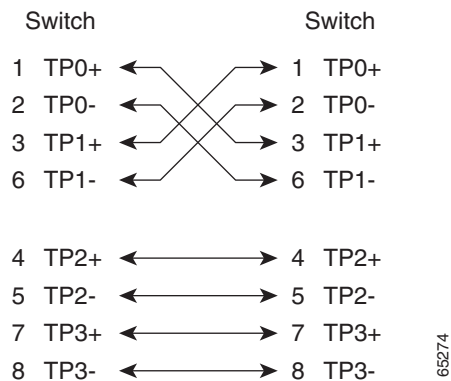 Switch Switch
1 TP0+ 1 TP0+
2 TP0- 2 TP0-
3 TP1+ 3 TP1+
6 TP1- 6 TP1-
4 TP2+ 4 TP2+
5 TP2- 5 TP2-
7 TP3+ 7 TP3+
8 TP3- 8 TP3-
65274